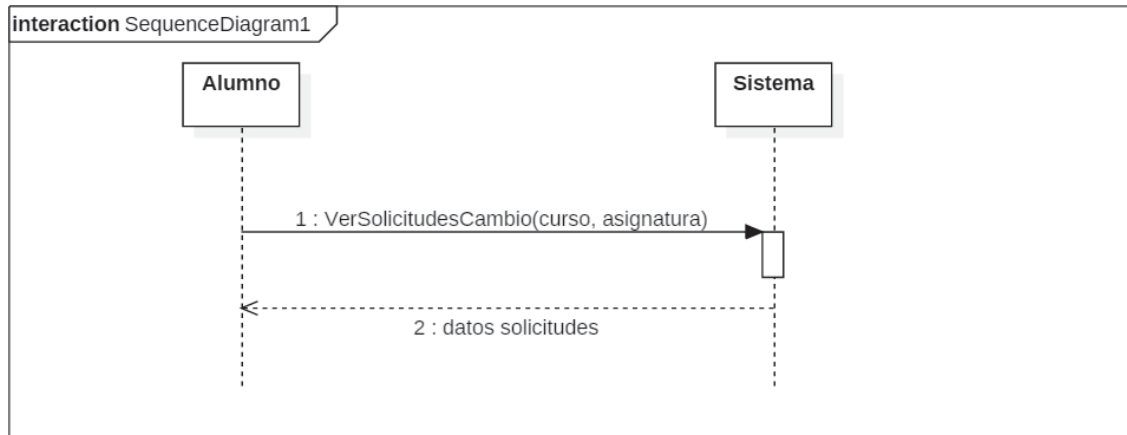 interaction SequenceDiagram1
Alumno
Sistema
1 : VerSolicitudesCambio(curso, asignatura)
2 : datos solicitudes